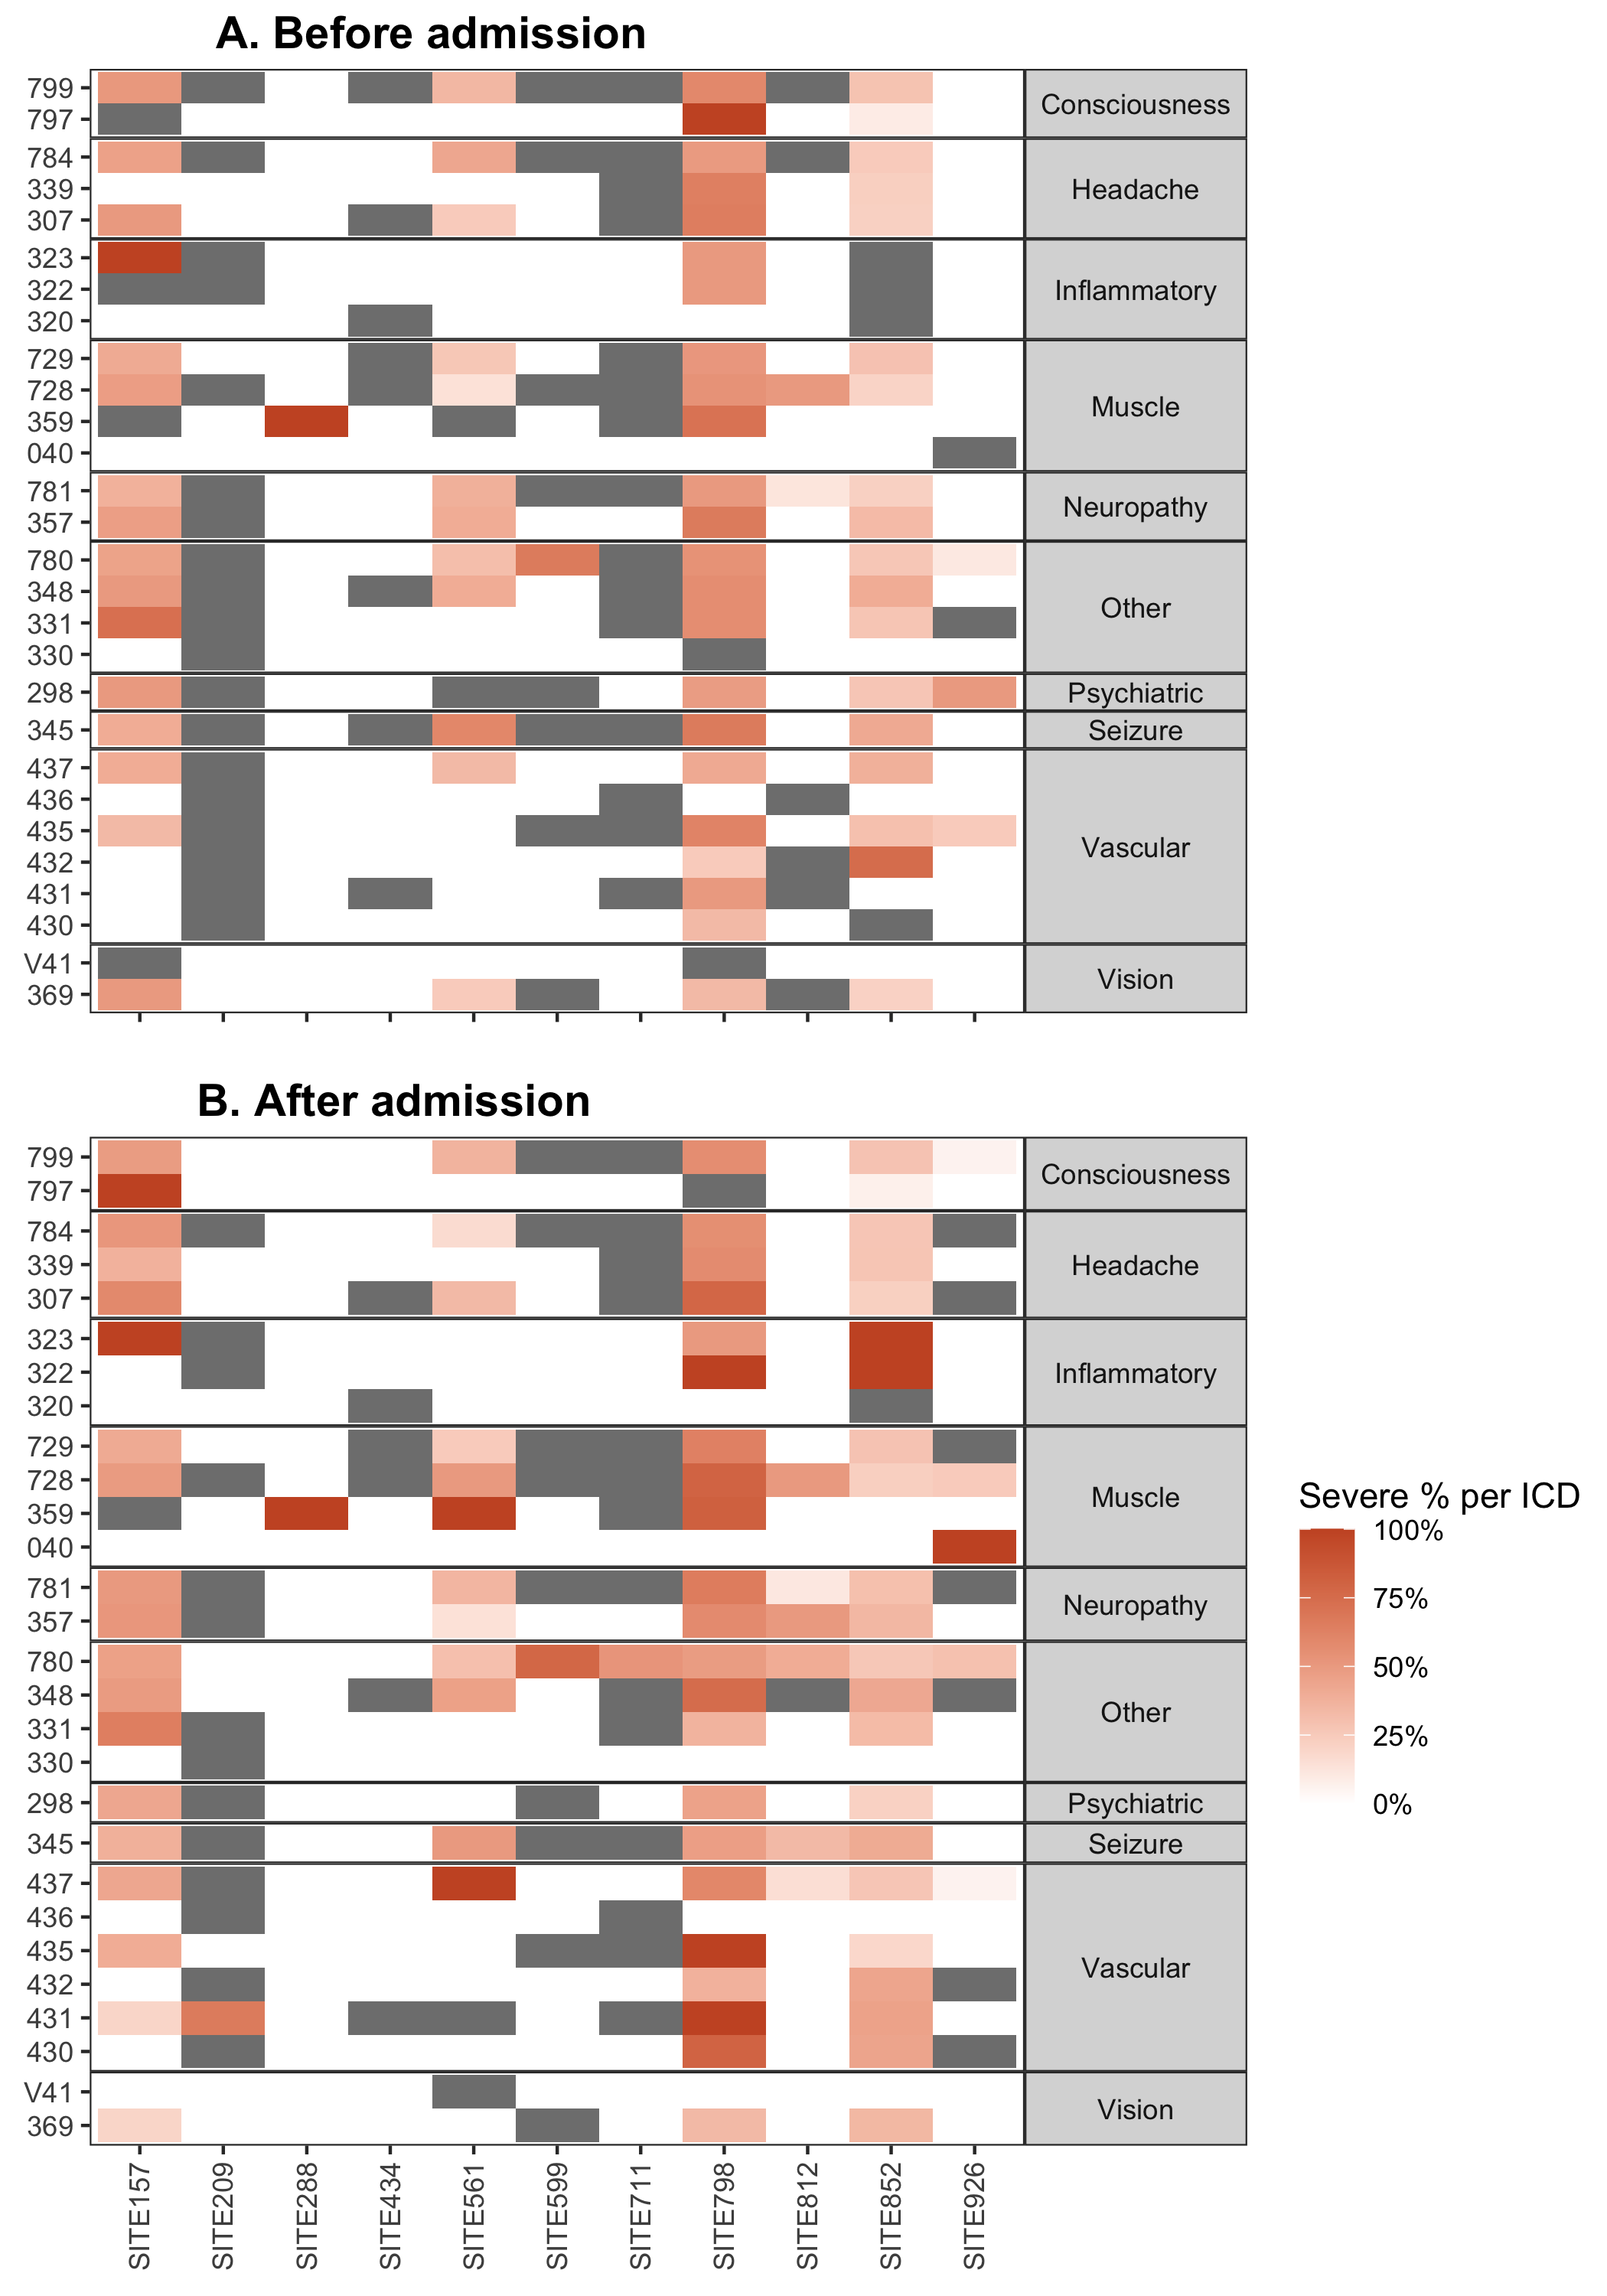 A. Before admission
799
797
Consciousness
784
339
307
Headache
323
322
320
Inflammatory
729
728
359
040
Muscle
781
357
Neuropathy
780
348
331
330
Other
298
Psychiatric
345
Seizure
437
436
435
432
431
430
Vascular
V41
369
Vision
B. After admission
799
797
Consciousness
784
339
307
Headache
323
322
320
Inflammatory
729
728
359
040
Muscle
781
357
Neuropathy
780
348
331
330
Other
298
Psychiatric
345
Seizure
437
436
435
432
431
430
Vascular
V41
369
Vision
SITE157
SITE209
SITE288
SITE434
SITE561
SITE599
SITE711
SITE798
SITE812
SITE852
SITE926
Severe % per ICD
100%
75%
50%
25%
0%